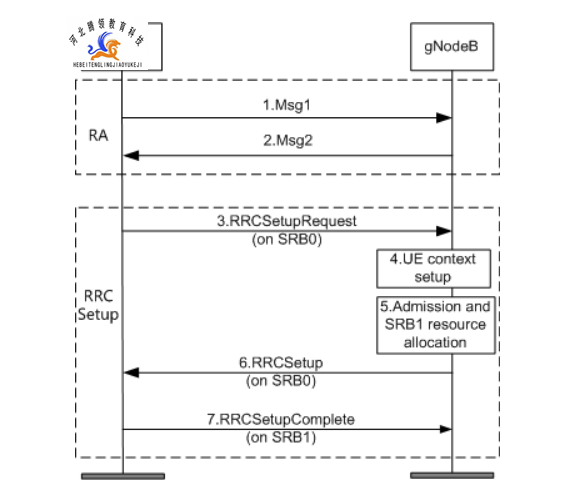 河北腾领教育科技
HEBEITENGLINGJIAOYUKEJI
gNodeB
1.Msg1
RA
2.Msg2
3.RRCSetupRequest
(on SRB0)
4.UE context
setup
RRC
Setup
5.Admission and
SRB1 resource
allocation
6.RRCSetup
(on SRB0)
7.RRCSetupComplete
(on SRB1)